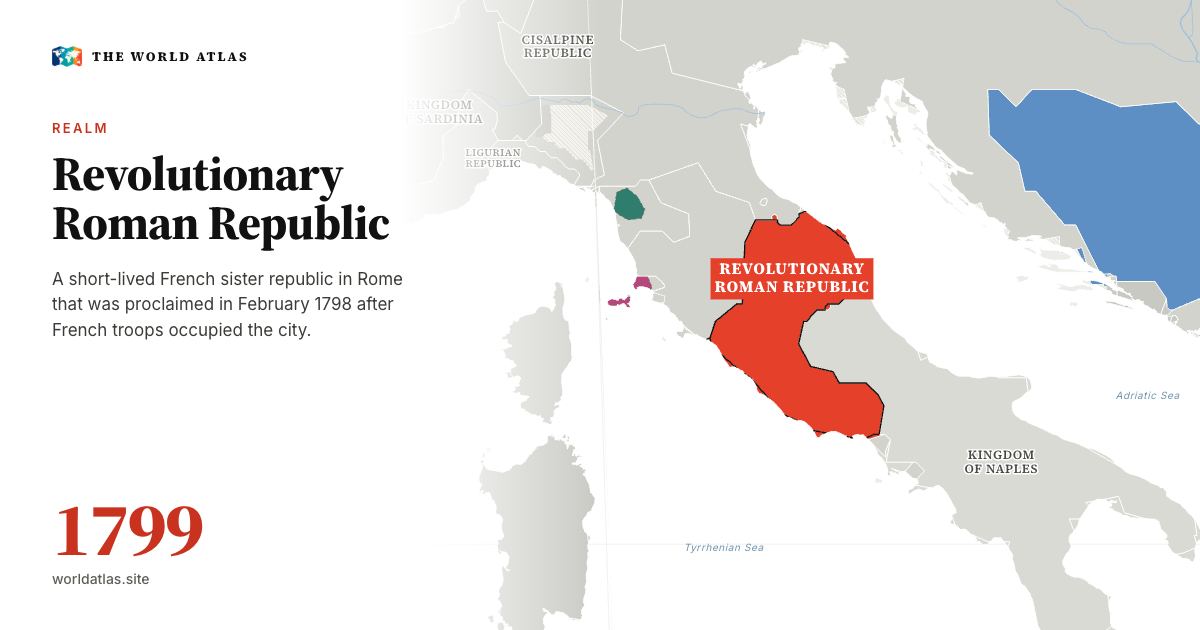 THE WORLD ATLAS
REALM
Revolutionary
Roman Republic
A short-lived French sister republic in Rome
that was proclaimed in February 1798 after
French troops occupied the city.
1799
worldatlas.site
CISALPINE
REPUBLIC
KINGDOM
OF SARDINIA
LIGURIAN
REPUBLIC
REVOLUTIONARY
ROMAN REPUBLIC
Adriatic Sea
KINGDOM
OF NAPLES
Tyrrhenian Sea